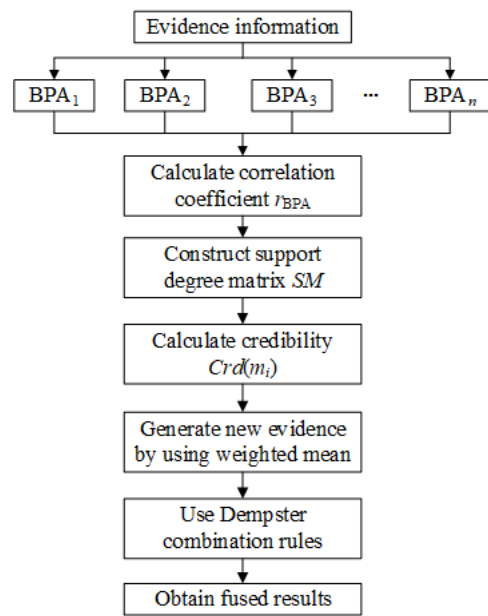 Evidence information
BPA1 BPA2 BPA3 ... BPAn
Calculate correlation
coefficient rBPA
Construct support
degree matrix SM
Calculate credibility
Crd(mi)
Generate new evidence
by using weighted mean
Use Dempster
combination rules
Obtain fused results